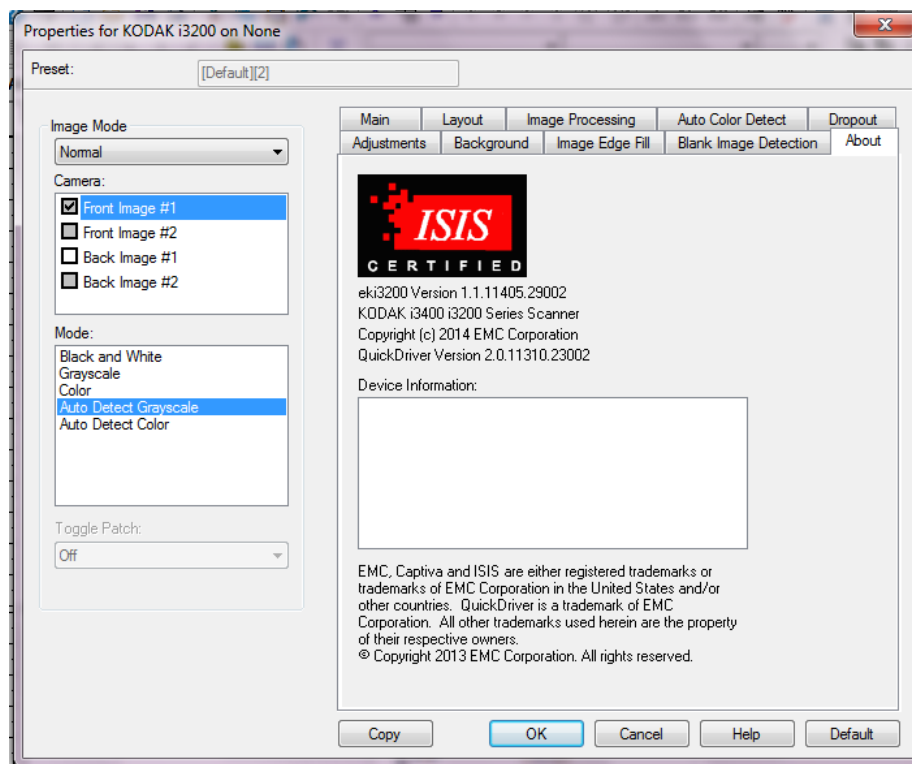 Properties for KODAK i3200 on None
Preset:
[Default][2]
Image Mode
Normal
Camera:
Front Image #1
Front Image #2
Back Image #1
Back Image #2
Mode:
Black and White
Grayscale
Color
Auto Detect Grayscale
Auto Detect Color
Toggle Patch:
Off
Main
Layout
Image Processing
Auto Color Detect
Dropout
Adjustments
Background
Image Edge Fill
Blank Image Detection
About
ISIS
CERTIFIED
eki3200 Version 1.1.11405.29002
KODAK i3400 i3200 Series Scanner
Copyright (c) 2014 EMC Corporation
QuickDriver Version 2.0.11310.23002
Device Information:
EMC, Captiva and ISIS are either registered trademarks or
trademarks of EMC Corporation in the United States and/or
other countries.  QuickDriver is a trademark of EMC
Corporation.  All other trademarks used herein are the property
of their respective owners.
© Copyright 2013 EMC Corporation. All rights reserved.
Copy
OK
Cancel
Help
Default